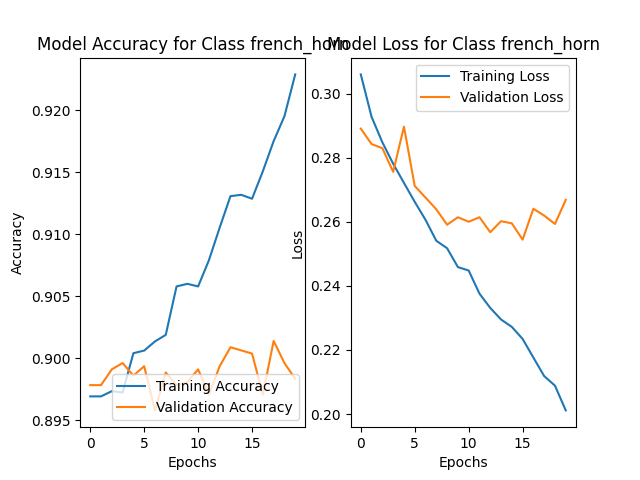 Model Accuracy for Class french_horn
Model Loss for Class french_horn
Accuracy
0.920
0.915
0.910
0.905
0.900
0.895
0
5
10
15
Epochs
Training Accuracy
Validation Accuracy
Loss
0.30
0.28
0.26
0.24
0.22
0.20
0
5
10
15
Epochs
Training Loss
Validation Loss